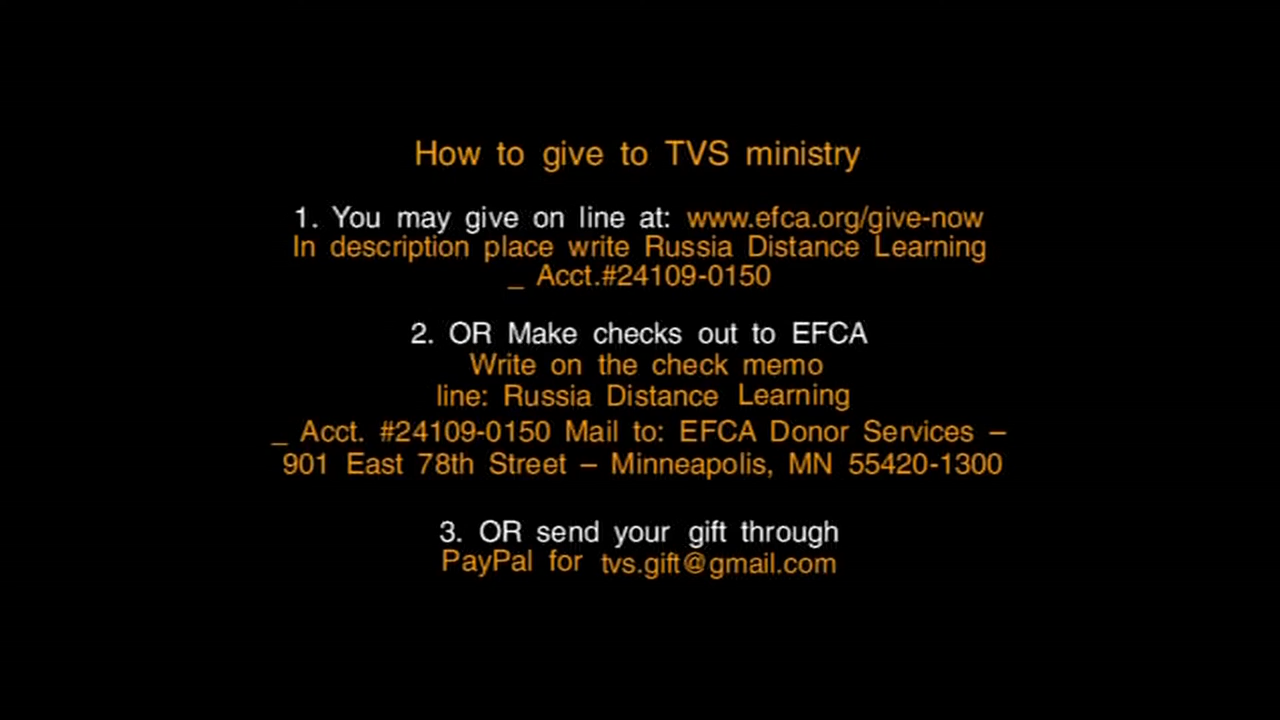 How to give to TVS ministry
1. You may give on line at: www.efca.org/give-now
In description place write Russia Distance Learning
_ Acct.#24109-0150
2. OR Make checks out to EFCA
Write on the check memo
line: Russia Distance Learning
_ Acct. #24109-0150 Mail to: EFCA Donor Services –
901 East 78th Street – Minneapolis, MN 55420-1300
3. OR send your gift through
PayPal for tvs.gift@gmail.com